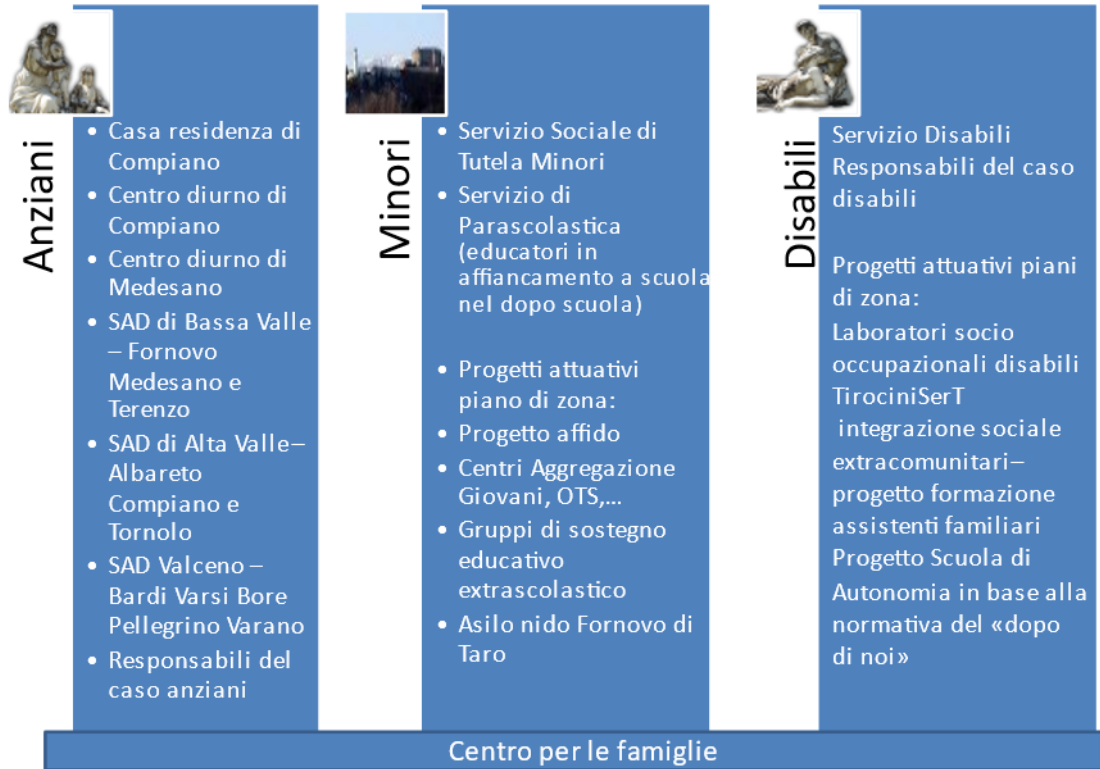 Anziani
• Casa residenza di
Compiano
• Centro diurno di
Compiano
• Centro diurno di
Medesano
• SAD di Bassa Valle
– Fornovo
Medesano e
Terenzo
• SAD di Alta Valle–
Albareto
Compiano e
Tornolo
• SAD Valceno –
Bardi Varsi Bore
Pellegrino Varano
• Responsabili del
caso anziani
Minori
• Servizio Sociale di
Tutela Minori
• Servizio di
Parascolastica
(educatori in
affiancamento a scuola
nel dopo scuola)
• Progetti attuativi
piano di zona:
• Progetto affido
• Centri Aggregazione
Giovani, OTS,...
• Gruppi di sostegno
educativo
extrascolastico
• Asilo nido Fornovo di
Taro
Disabili
Servizio Disabili
Responsabili del caso
disabili
Progetti attuativi piani
di zona:
Laboratori socio
occupazionali disabili
TirociniSerT
integrazione sociale
extracomunitari–
progetto formazione
assistenti familiari
Progetto Scuola di
Autonomia in base alla
normativa del «dopo
di noi»
Centro per le famiglie